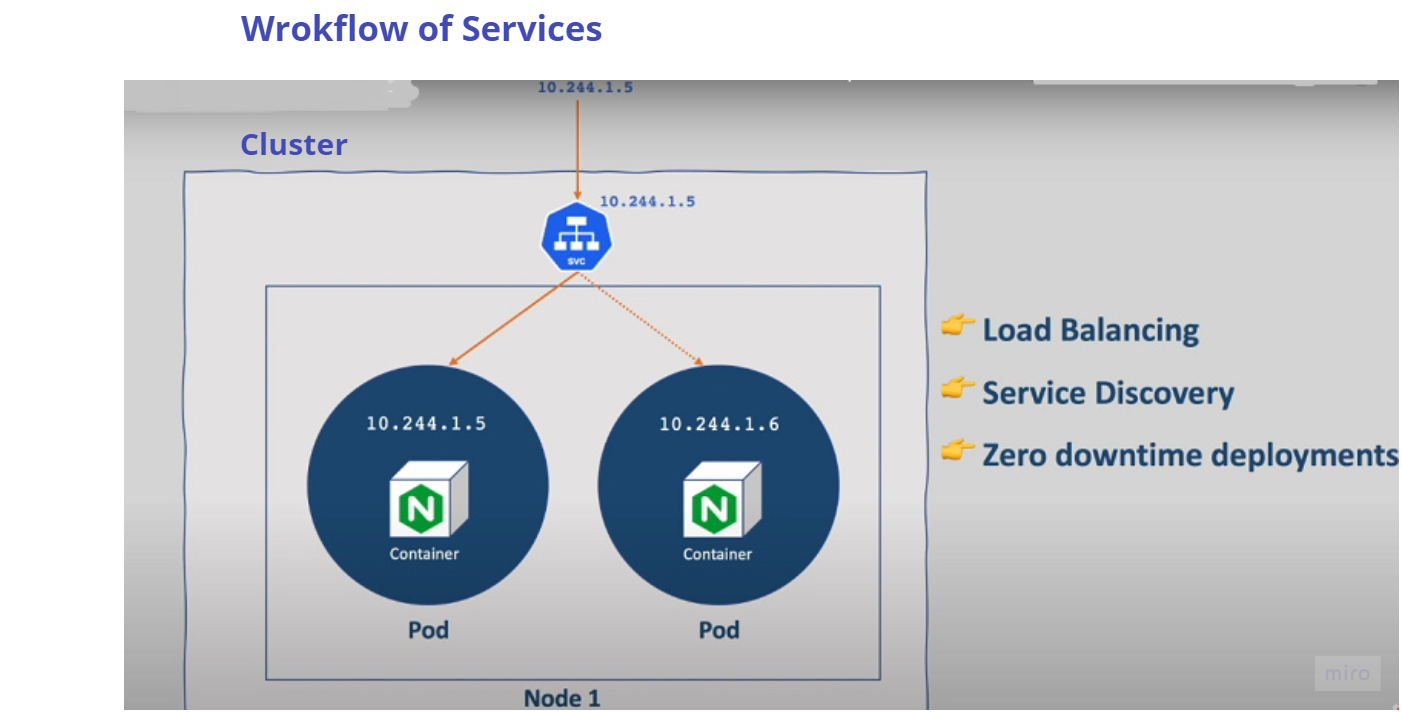 Wrokflow of Services
10.244.1.5
Cluster
10.244.1.5
svc
Load Balancing
Service Discovery
Zero downtime deployments
10.244.1.5
10.244.1.6
N
N
Container
Container
Pod
Pod
Node 1
miro